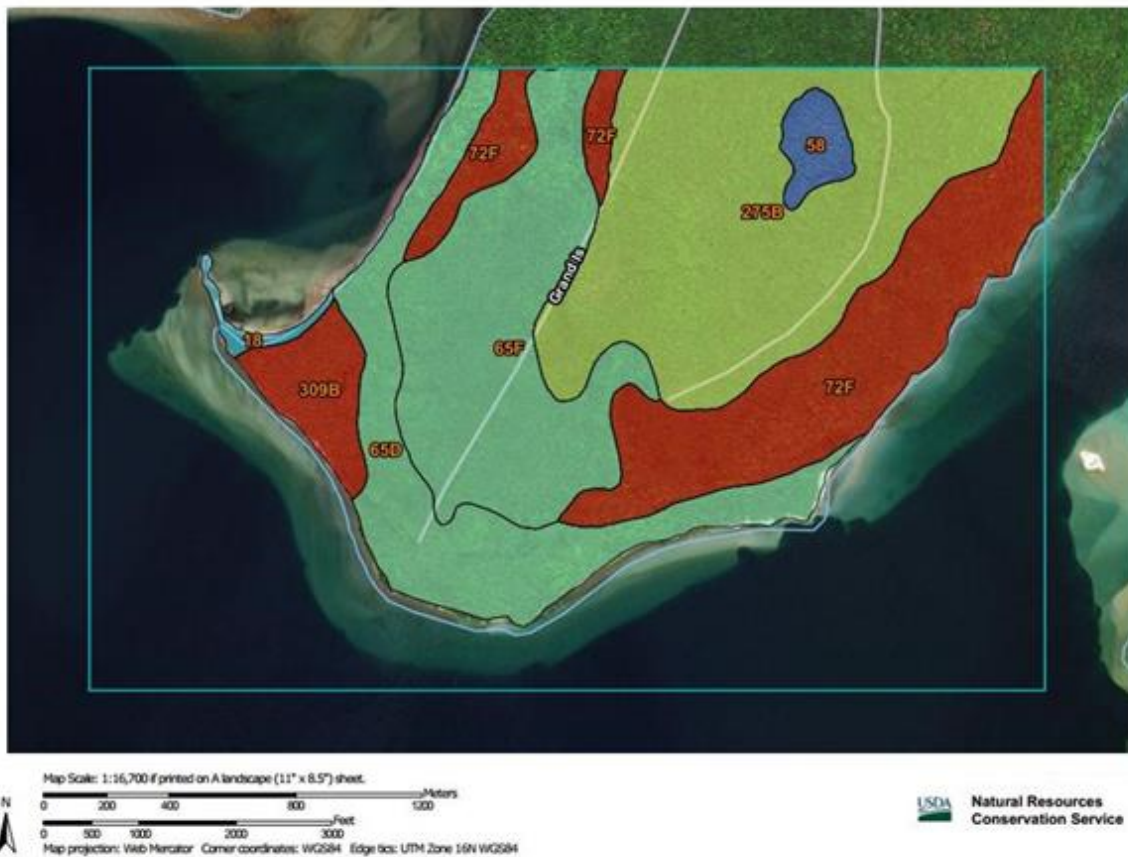 72F
72F
58
275B
Grand Is
18
65F
309B
72F
65D
Map Scale: 1:16,700 if printed on A landscape (11" x 8.5") sheet.
Meters
0 200 400 800 1200
Feet
0 500 1000 2000 3000
Map projection: Web Mercator Corner coordinates: WGS84 Edge tics: UTM Zone 16N WGS84
N
USDA
Natural Resources
Conservation Service